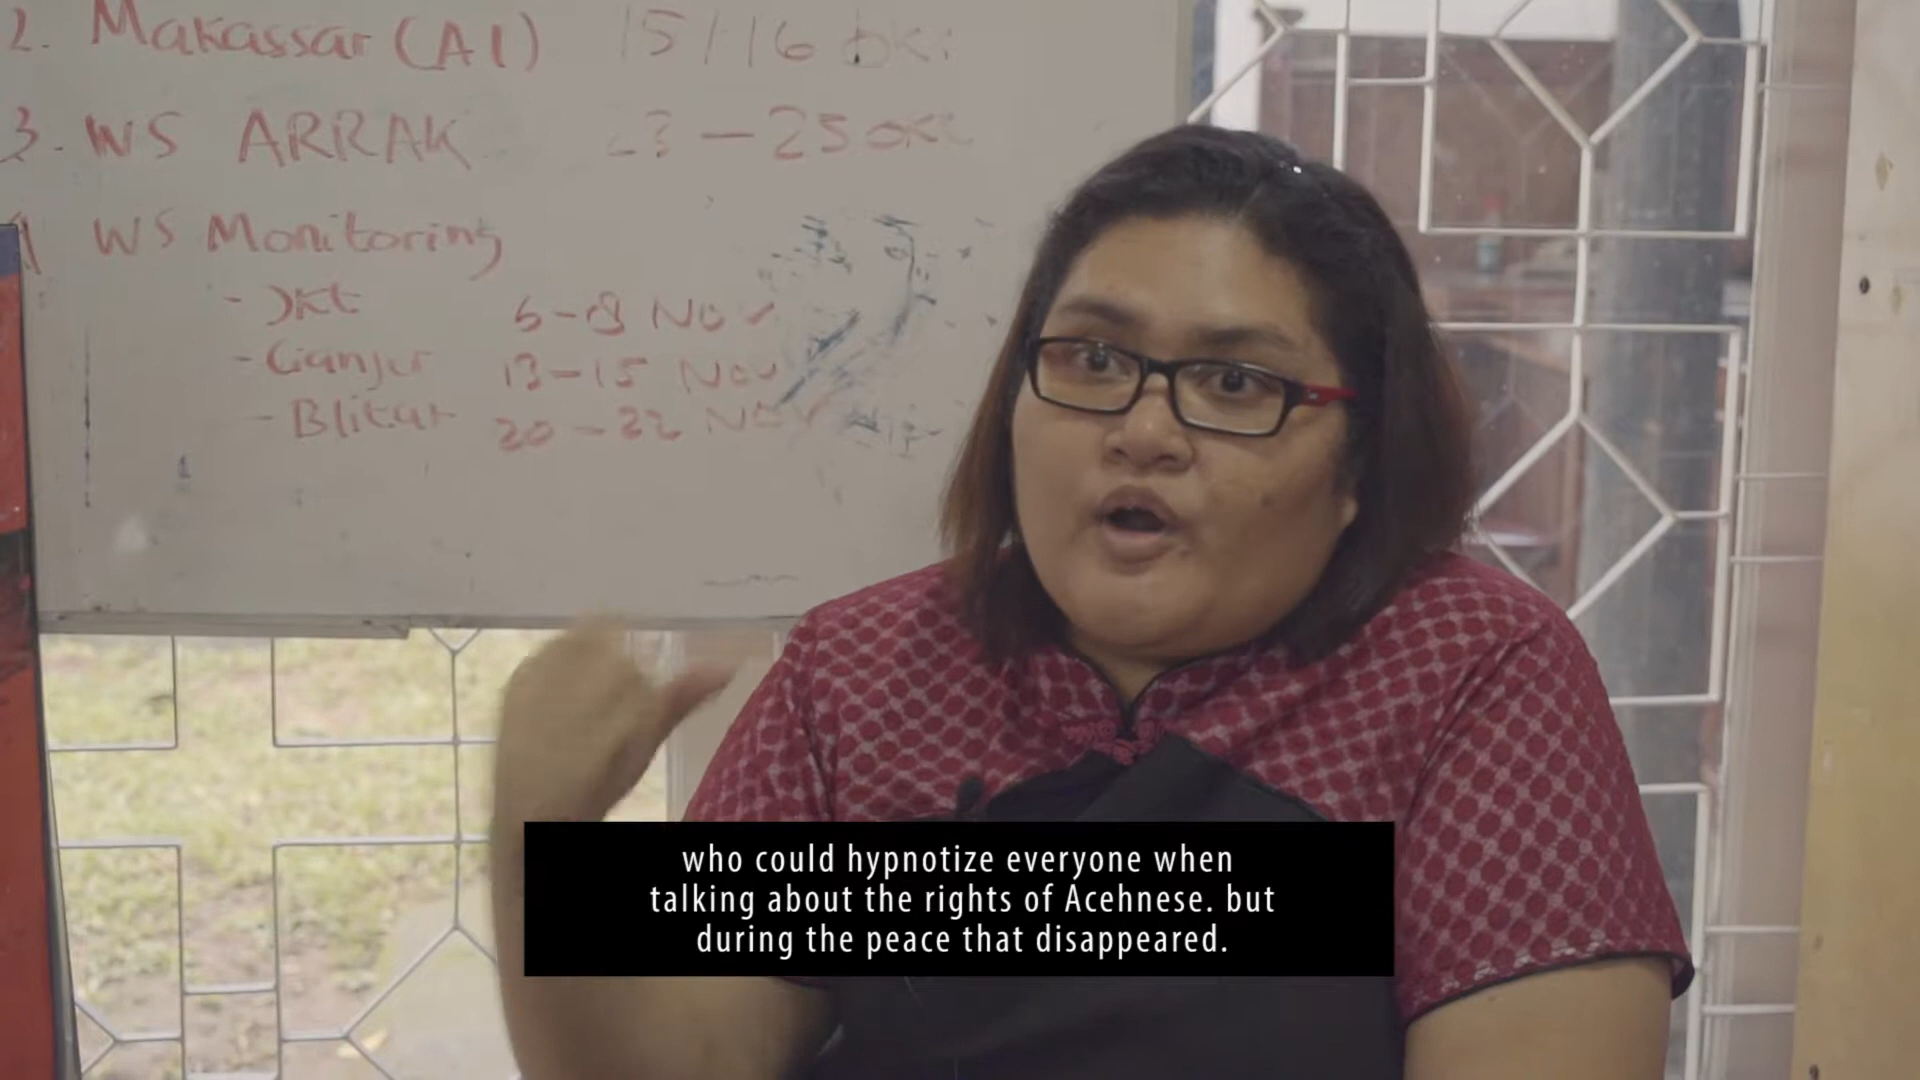 2. Makassar (AI) 15/16 Okt
3. WS ARRAK 23-25 Okt
WS Monitoring
- Jkt 6-8 Nov
- Cianjur 13-15 Nov
- Blitar 20-22 Nov
who could hypnotize everyone when
talking about the rights of Acehnese. but
during the peace that disappeared.